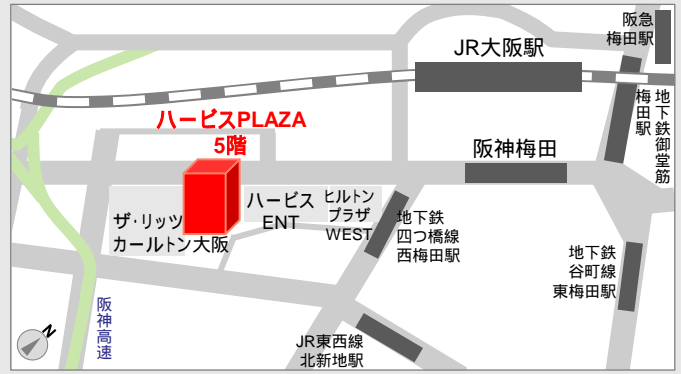 阪急
梅田駅
JR大阪駅
地下鉄御堂筋
梅田駅
ハービスPLAZA
5階
阪神梅田
ハービス
ENT
ヒルトン
プラザ
WEST
ザ・リッツ
カールトン大阪
地下鉄
四つ橋線
西梅田駅
地下鉄
谷町線
東梅田駅
阪神高速
N
JR東西線
北新地駅